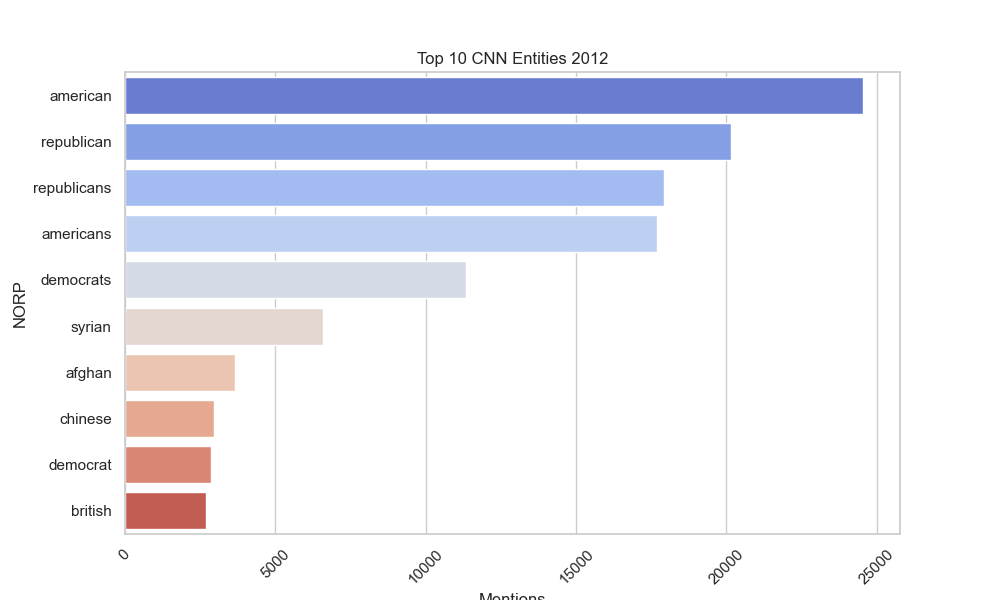 Top 10 CNN Entities 2012
NORP
american
republican
republicans
americans
democrats
syrian
afghan
chinese
democrat
british
0
5000
10000
15000
20000
25000
Mentions